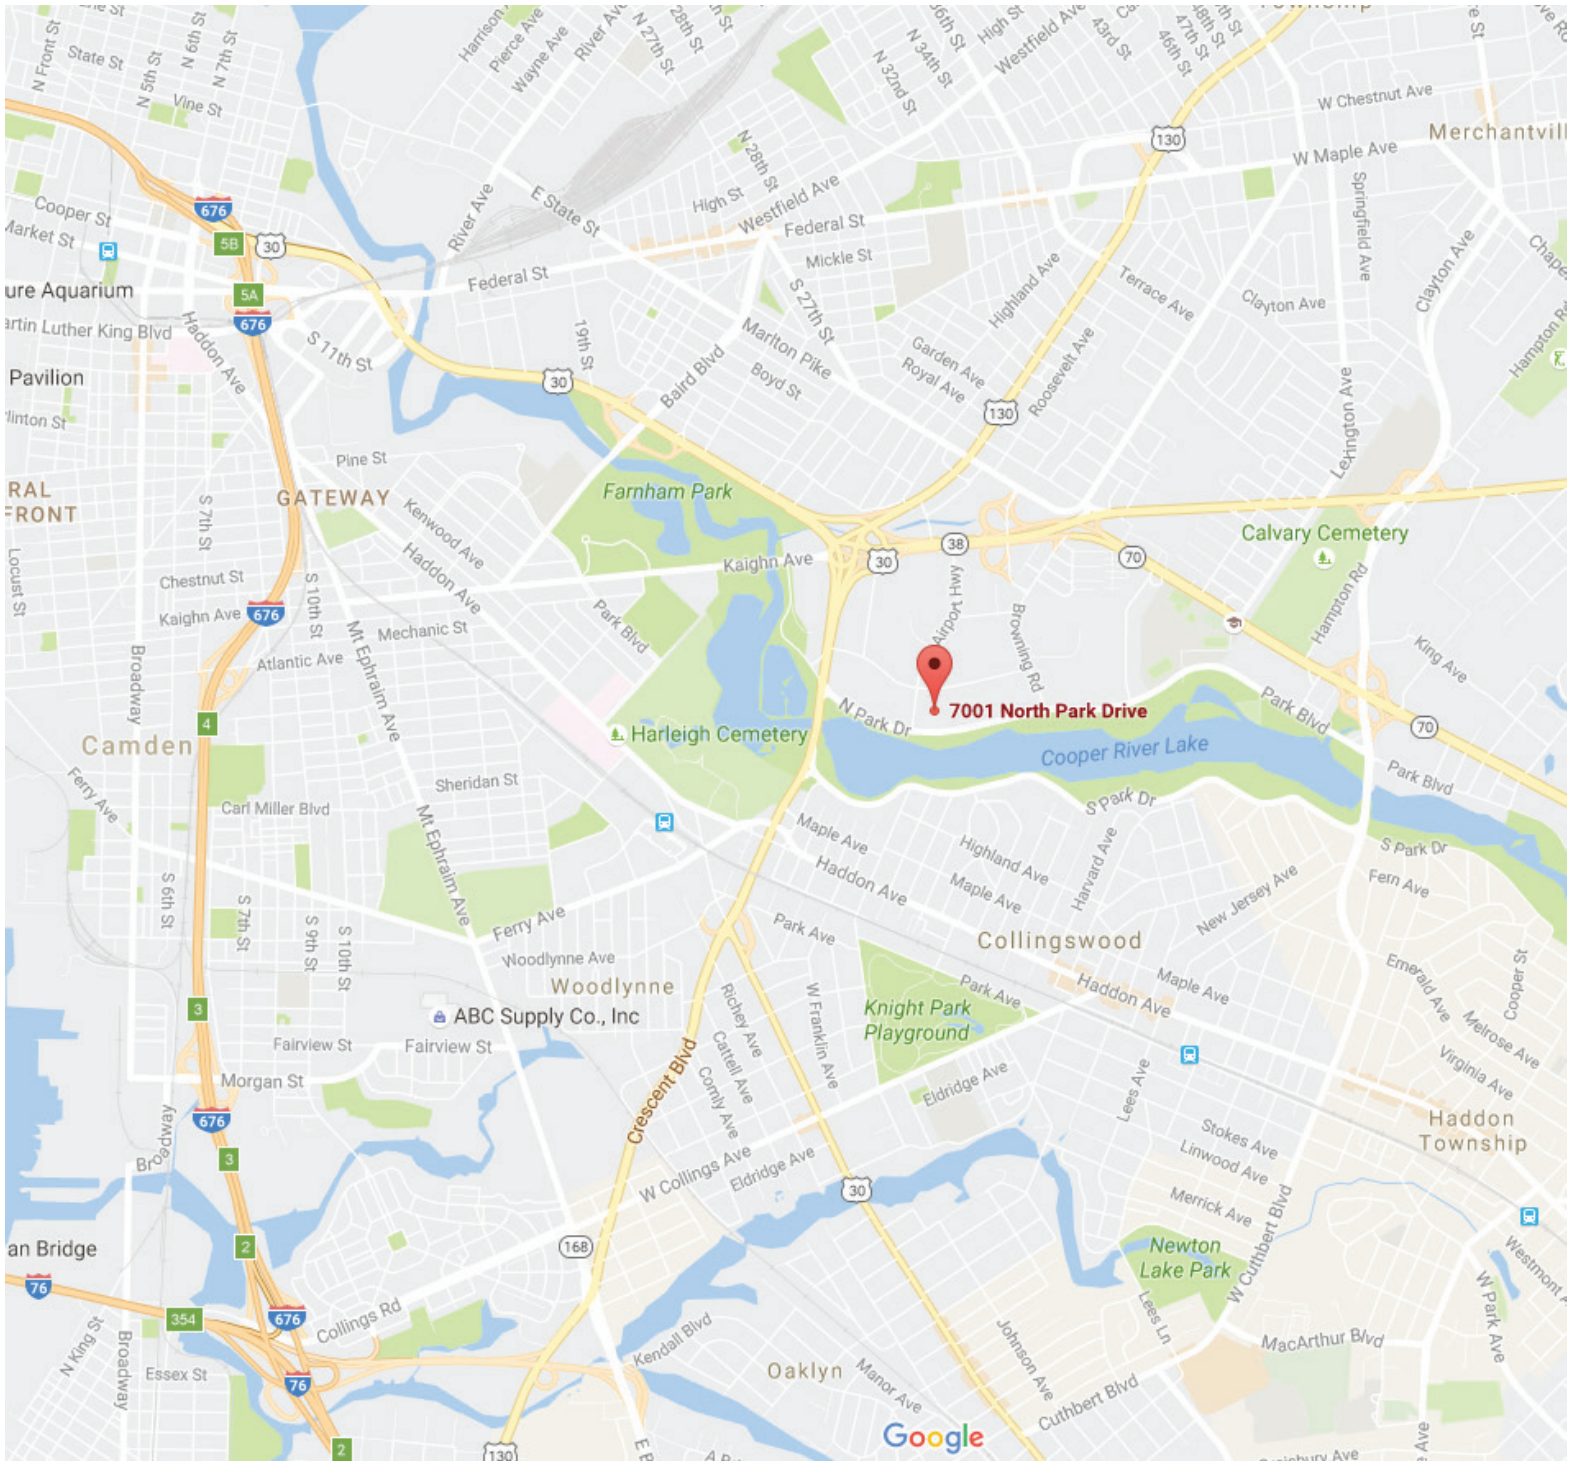 Township
N Front St
State St
N 5th St
N 6th St
N 7th St
Vine St
Pierce Ave
Wayne Ave
River Ave
N 27th St
28th St
N 32nd St
N 34th St
High St
Westfield Ave
43rd St
46th St
47th St
48th St
W Chestnut Ave
130
Merchantvill
W Maple Ave
N 28th St
High St
Westfield Ave
Federal St
E State St
River Ave
Cooper St
Market St
676
5B
30
Mickle St
Springfield Ave
Clayton Ave
Highland Ave
Terrace Ave
Clayton Ave
Federal St
ure Aquarium
5A
676
artin Luther King Blvd
Haddon Ave
S 11th St
19th St
S 27th St
Marlton Pike
Boyd St
Garden Ave
Royal Ave
Roosevelt Ave
Hampton Rd
Pavilion
30
Baird Blvd
130
Lexington Ave
linton St
Pine St
RAL
FRONT
GATEWAY
Farnham Park
S 7th St
Kenwood Ave
Haddon Ave
Calvary Cemetery
38
30
70
Kaighn Ave
Locust St
Chestnut St
Kaighn Ave
676
S 10th St
Airport Hwy
Browning Rd
Hampton Rd
Park Blvd
Mechanic St
Mt Ephraim Ave
Atlantic Ave
King Ave
Broadway
4
7001 North Park Drive
N Park Dr
Park Blvd
70
Camden
Harleigh Cemetery
Cooper River Lake
Park Blvd
Ferry Ave
Sheridan St
Carl Miller Blvd
Mt Ephraim Ave
S Park Dr
Maple Ave
Highland Ave
Harvard Ave
S Park Dr
Haddon Ave
Maple Ave
Fern Ave
New Jersey Ave
S 6th St
S 7th St
S 9th St
S 10th St
Ferry Ave
Park Ave
Collingswood
Woodlynne Ave
Woodlynne
Richey Ave
W Franklin Ave
Park Ave
Haddon Ave
Maple Ave
Emerald Ave
Cooper St
Knight Park
Playground
3
ABC Supply Co., Inc
Fairview St
Fairview St
Cattell Ave
Comly Ave
Crescent Blvd
Melrose Ave
Virginia Ave
Morgan St
Eldridge Ave
Lees Ave
676
Broadway
3
Haddon
Township
Stokes Ave
Linwood Ave
W Collings Ave
Eldridge Ave
30
Merrick Ave
W Cuthbert Blvd
an Bridge
2
168
Newton
Lake Park
Westmont A
76
354
676
Collings Rd
Lees Ln
W Park Ave
N King St
Broadway
Kendall Blvd
MacArthur Blvd
Johnson Ave
Essex St
76
Oaklyn
Manor Ave
Cuthbert Blvd
2
130
Google